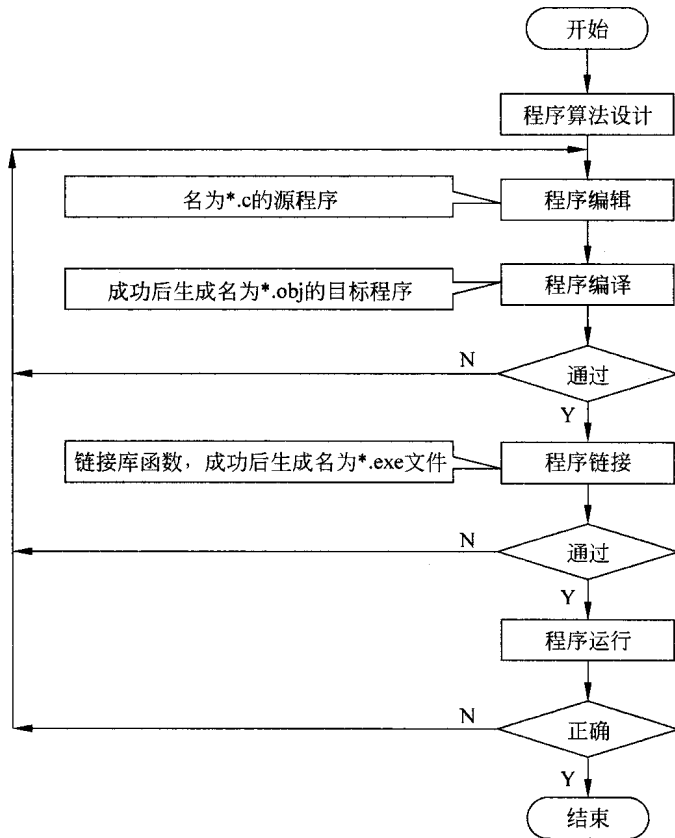 开始
程序算法设计
名为*.c的源程序
程序编辑
成功后生成名为*.obj的目标程序
程序编译
N
通过
Y
链接库函数，成功后生成名为*.exe文件
程序链接
N
通过
Y
程序运行
N
正确
Y
结束